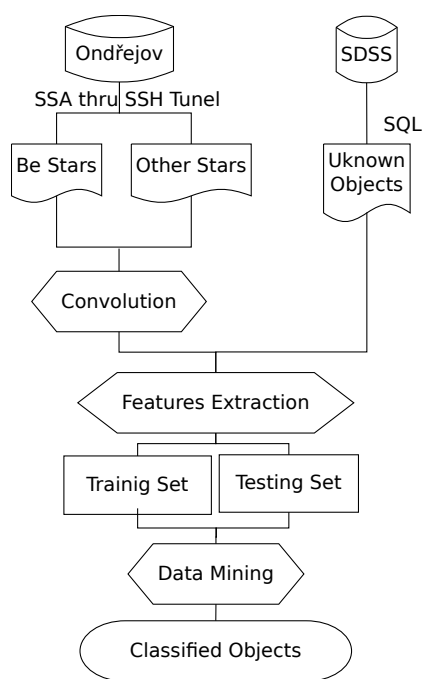 Ondřejov
SDSS
SSA thru SSH Tunel
SQL
Be Stars
Other Stars
Uknown
Objects
Convolution
Features Extraction
Trainig Set
Testing Set
Data Mining
Classified Objects